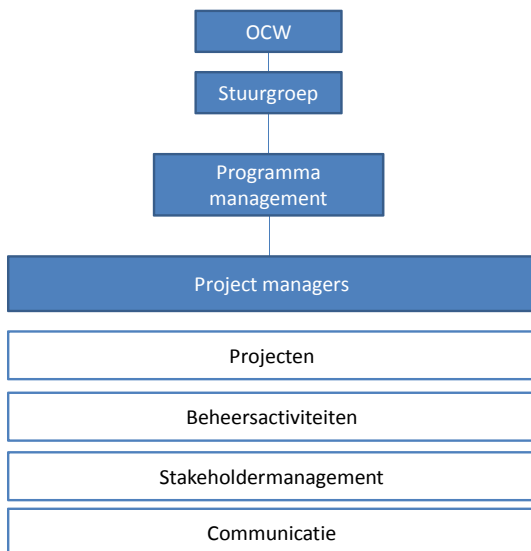 OCW
Stuurgroep
Programma
management
Project managers
Projecten
Beheersactiviteiten
Stakeholdermanagement
Communicatie